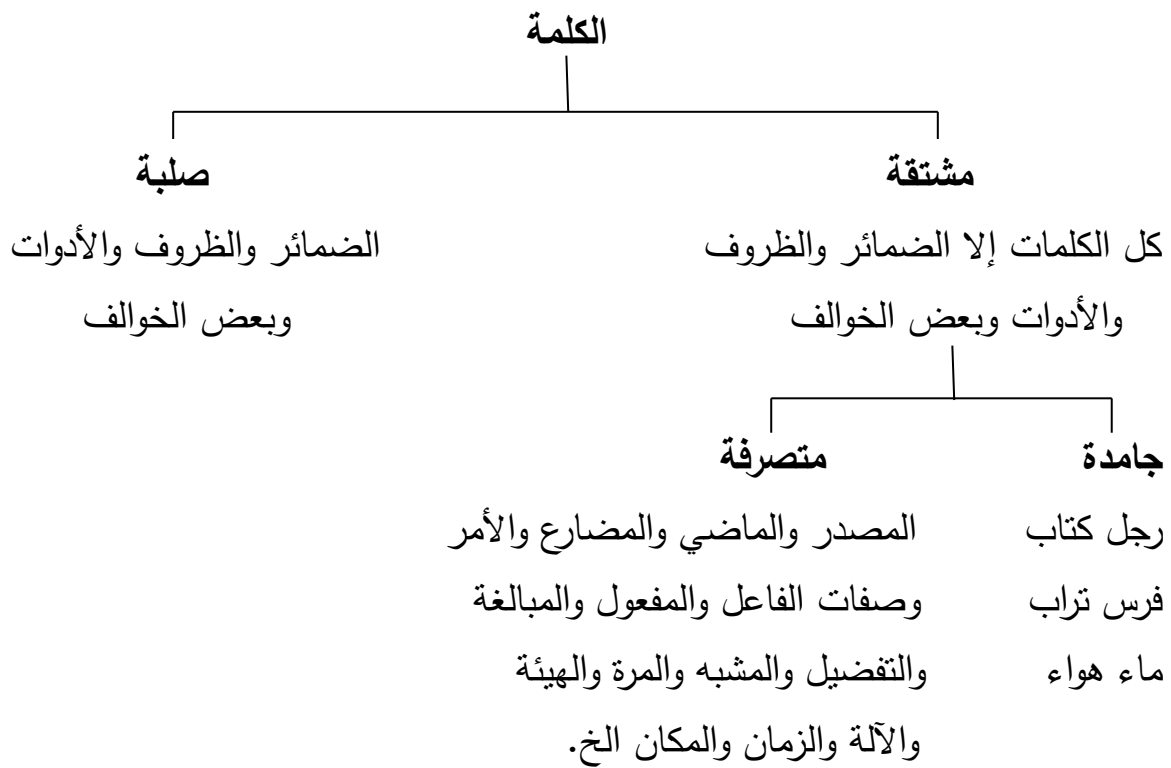 الكلمة
مشتقة
كل الكلمات إلا الضمائر والظروف
والأدوات وبعض الخوالف
صلبة
الضمائر والظروف والأدوات
وبعض الخوالف
جامدة
رجل كتاب
فرس تراب
ماء هواء
متصرفة
المصدر والماضي والمضارع والأمر
وصفات الفاعل والمفعول والمبالغة
والتفضيل والمشبه والمرة والهيئة
والآلة والزمان والمكان الخ.